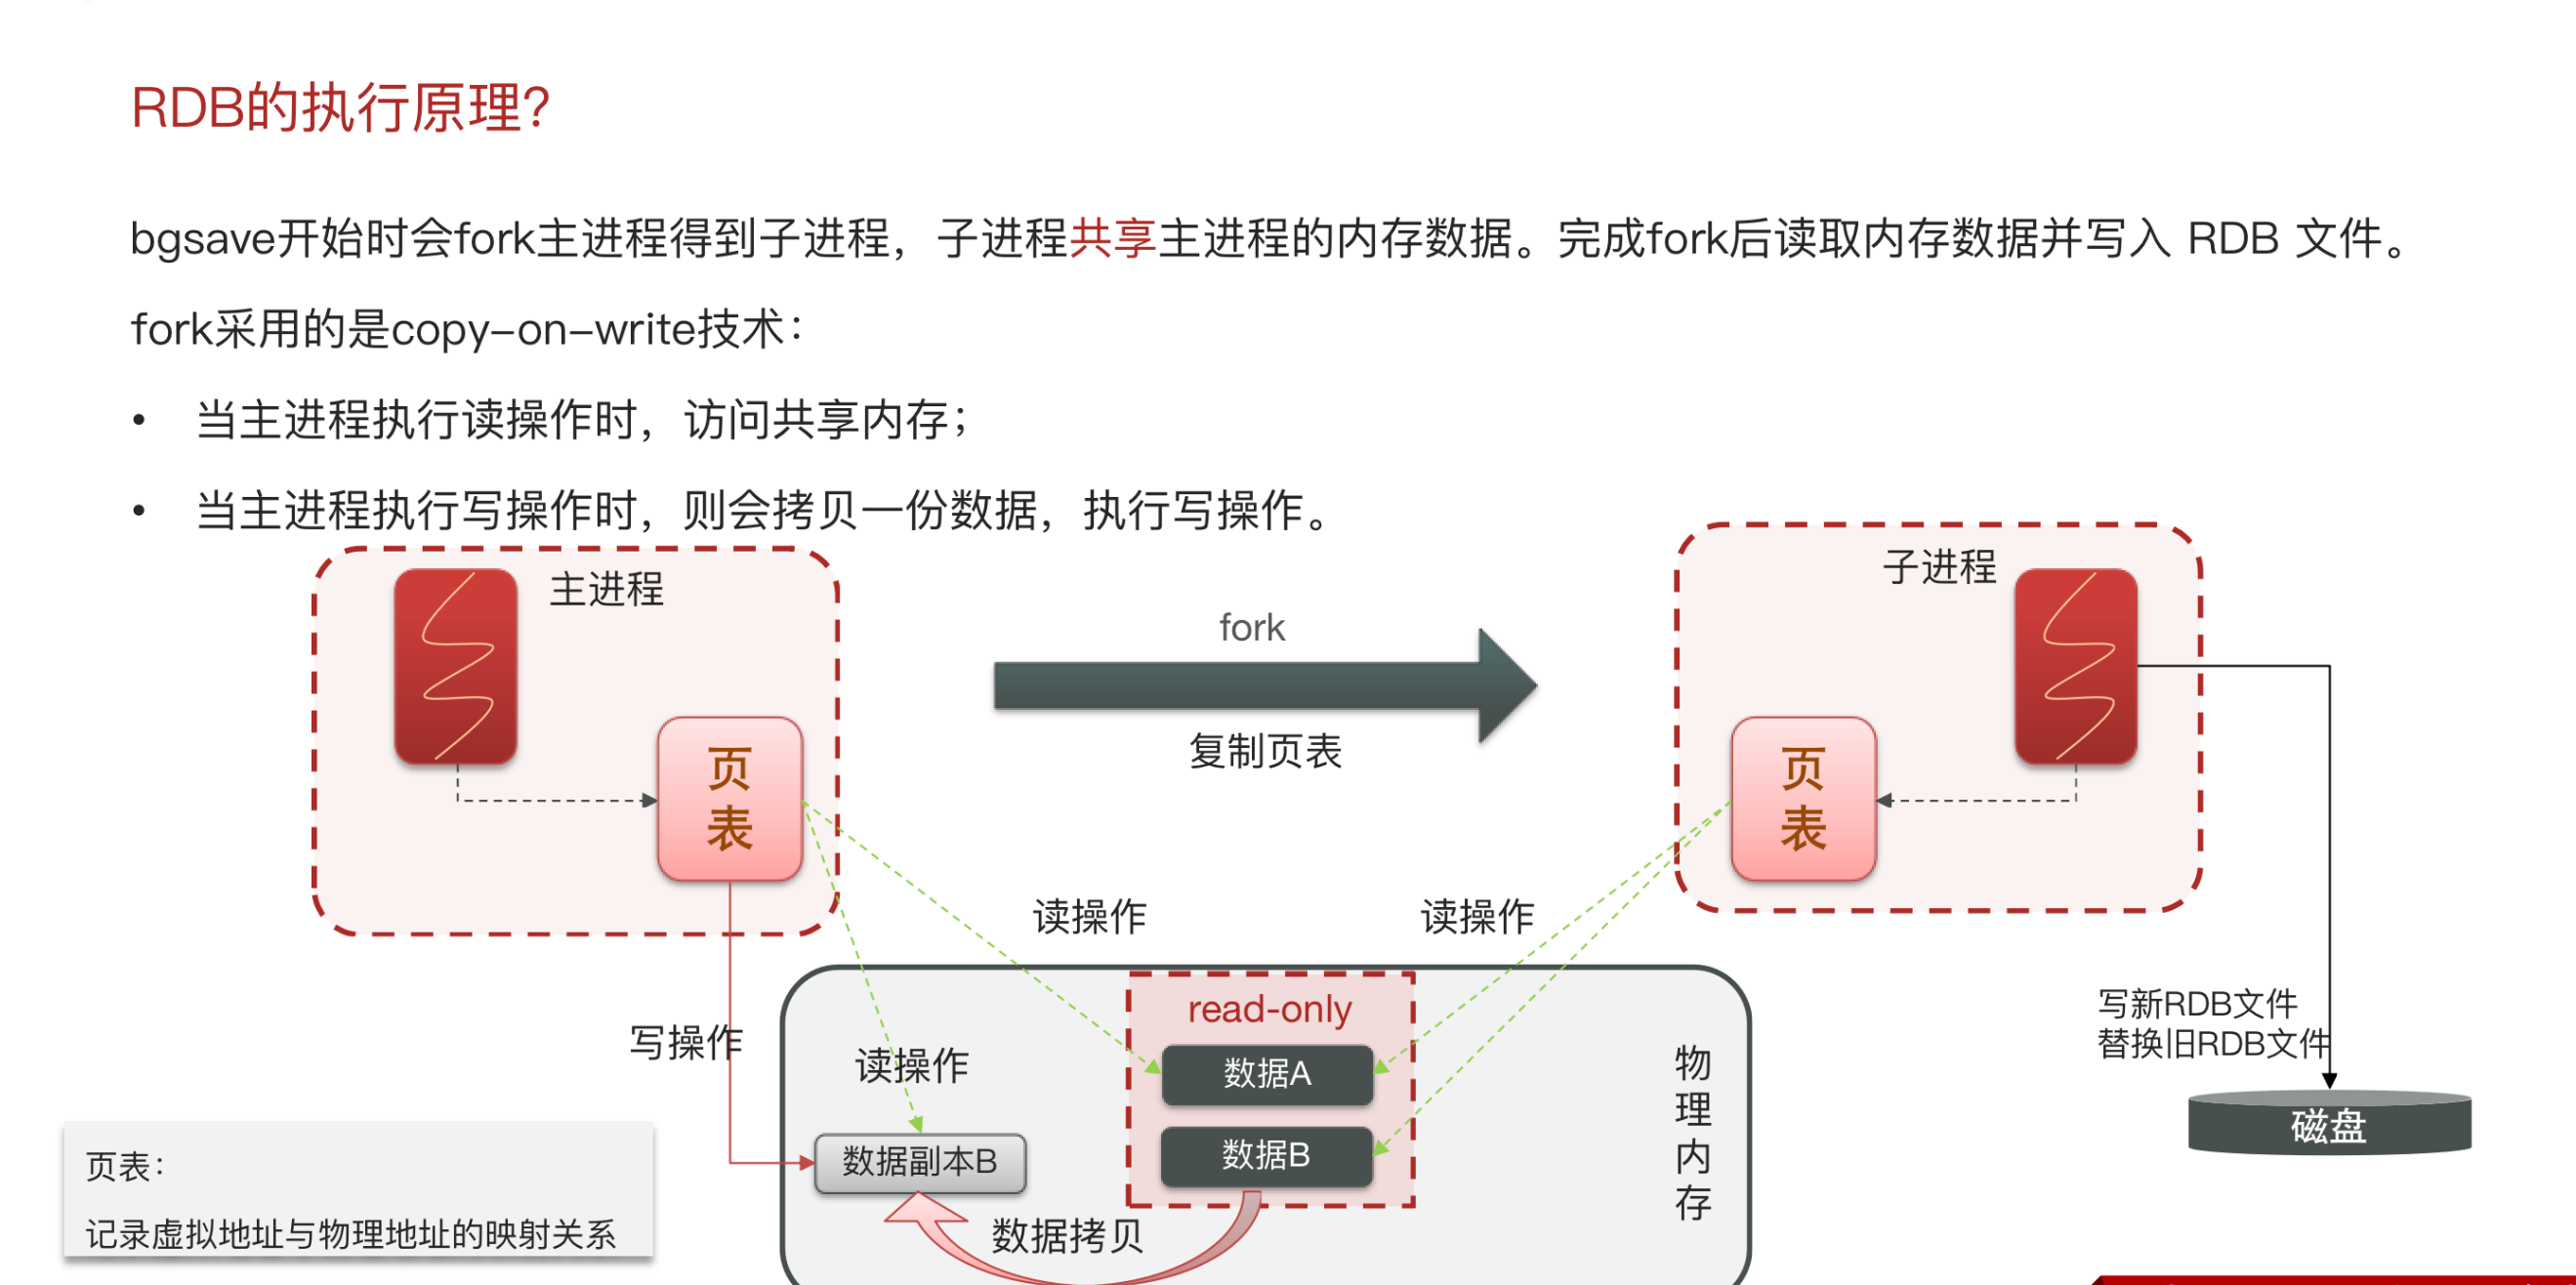 RDB的执行原理?
bgsave开始时会fork主进程得到子进程，子进程共享主进程的内存数据。完成fork后读取内存数据并写入 RDB 文件。
fork采用的是copy-on-write技术：
• 当主进程执行读操作时，访问共享内存；
• 当主进程执行写操作时，则会拷贝一份数据，执行写操作。
主进程
子进程
fork
复制页表
页表
页表
读操作
读操作
写操作
读操作
read-only
数据A
数据B
数据副本B
数据拷贝
物理内存
写新RDB文件
替换旧RDB文件
磁盘
页表：
记录虚拟地址与物理地址的映射关系